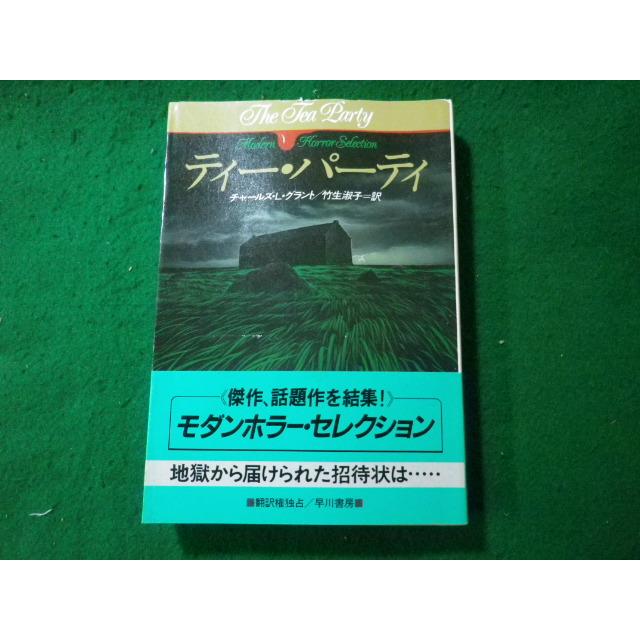 The Tea Party
Modern Horror Selection
ティー・パーティ
チャールズ・L・グラント/竹生淑子=訳
《傑作、話題作を結集!》
モダンホラー・セレクション
地獄から届けられた招待状は‥‥‥
■翻訳権独占/早川書房■